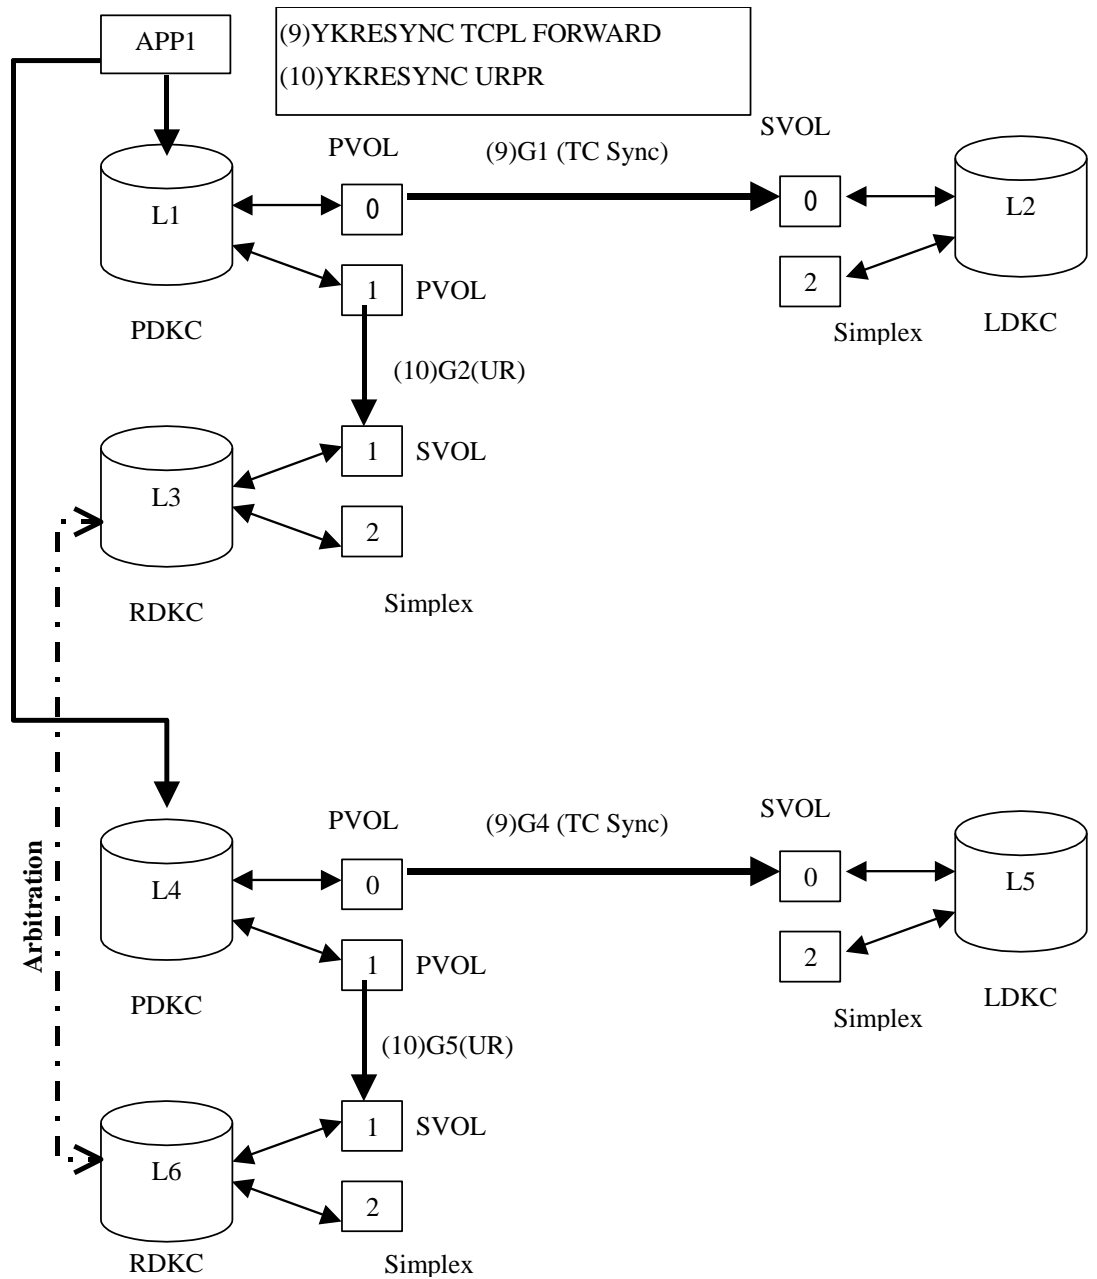 APP1
(9)YKRESYNC TCPL FORWARD
(10)YKRESYNC URPR
PVOL
(9)G1 (TC Sync)
SVOL
L1
0
0
L2
1
PVOL
2
PDKC
Simplex
LDKC
(10)G2(UR)
1
SVOL
L3
2
RDKC
Simplex
Arbitration
PVOL
(9)G4 (TC Sync)
SVOL
L4
0
0
L5
1
PVOL
2
PDKC
Simplex
LDKC
(10)G5(UR)
1
SVOL
L6
2
RDKC
Simplex